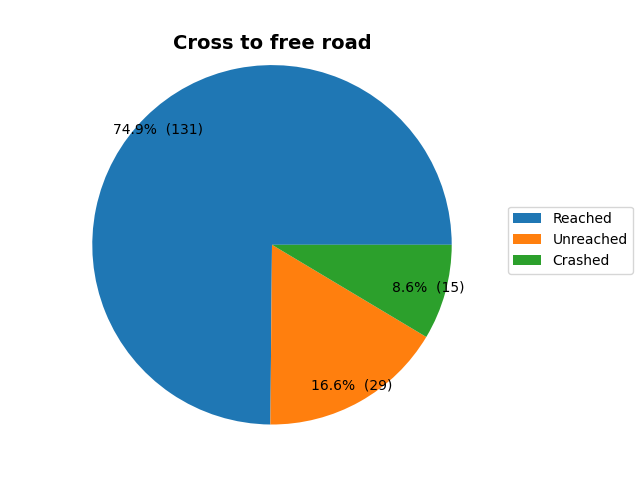 Cross to free road
74.9%  (131)
Reached
Unreached
Crashed
8.6%  (15)
16.6%  (29)